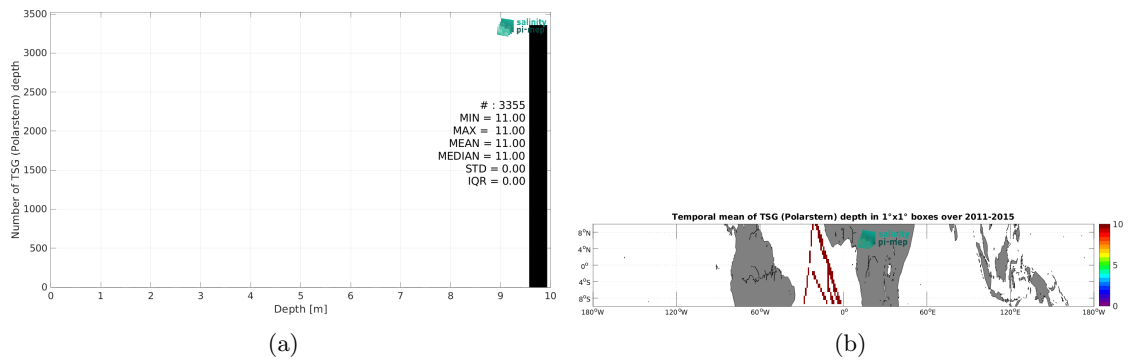 3500
3000
2500
2000
1500
1000
500
0
Number of TSG (Polarstern) depth
salinity
pi-mep
# : 3355
MIN = 11.00
MAX = 11.00
MEAN = 11.00
MEDIAN = 11.00
STD = 0.00
IQR = 0.00
0 1 2 3 4 5 6 7 8 9 10
Depth [m]
(a)
Temporal mean of TSG (Polarstern) depth in 1°x1° boxes over 2011-2015
salinity
pi-mep
8°N
4°N
0°
4°S
8°S
180°W 120°W 60°W 0°W 60°E 120°E 180°W
10
5
0
(b)